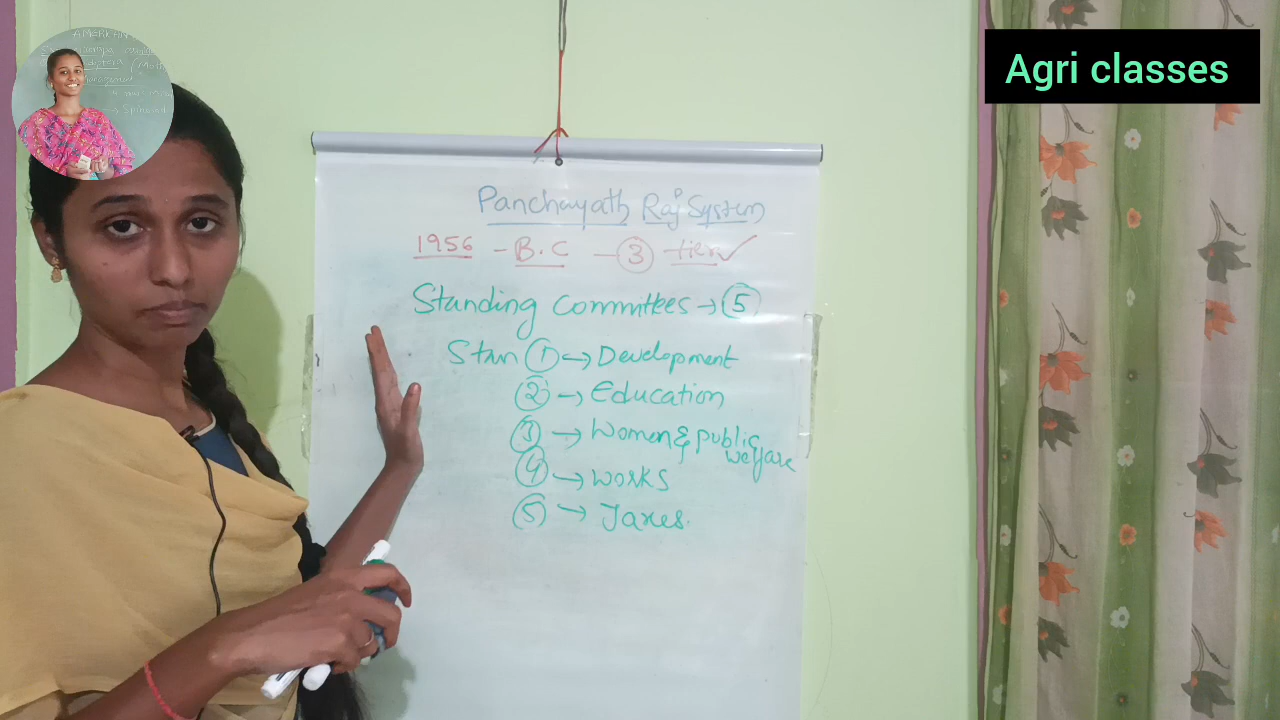 Agri classes
Panchayath Raj System
1956 - B.C - 3 tier ✓
Standing Committees → 5
Stan 1 → Development
2 → Education
3 → Women & public
welfare
4 → works
5 → Taxes.